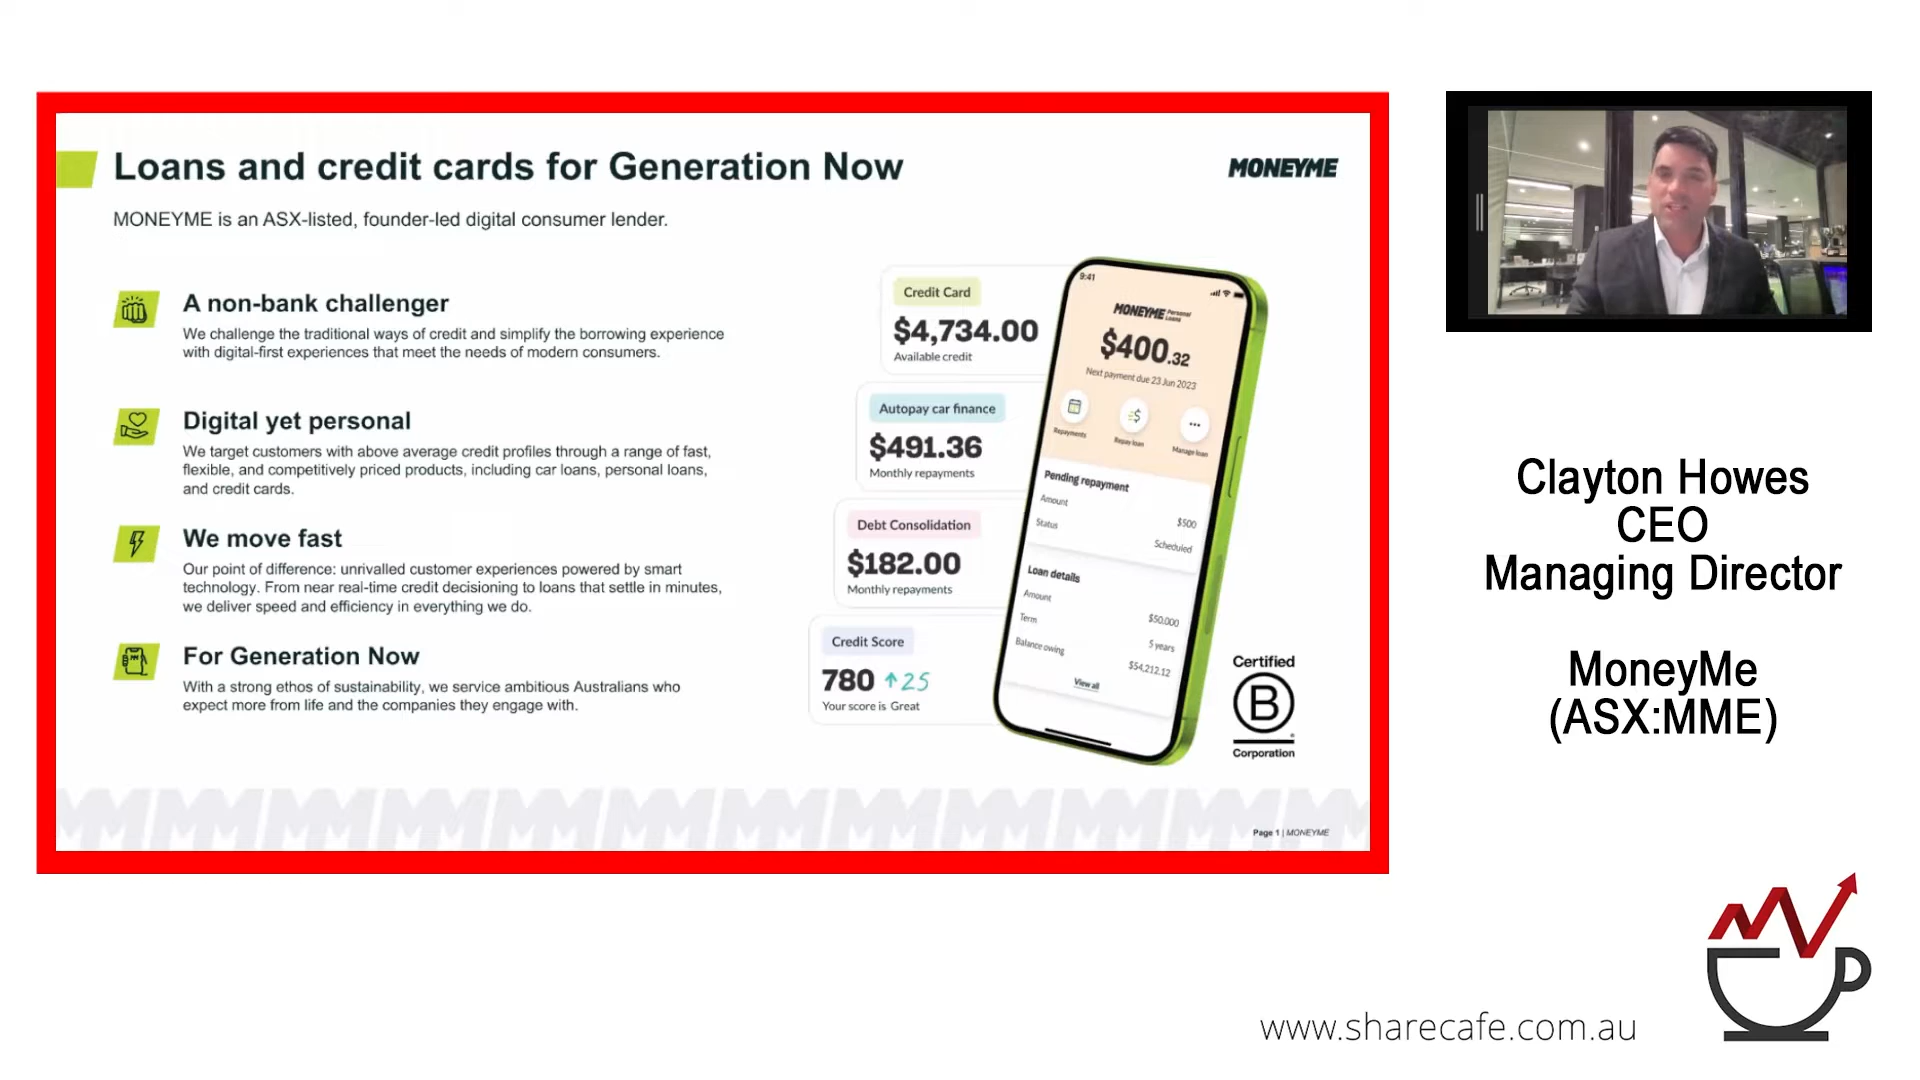 Loans and credit cards for Generation Now
MONEYME
MONEYME is an ASX-listed, founder-led digital consumer lender.
A non-bank challenger
We challenge the traditional ways of credit and simplify the borrowing experience
with digital-first experiences that meet the needs of modern consumers.
Digital yet personal
We target customers with above average credit profiles through a range of fast,
flexible, and competitively priced products, including car loans, personal loans,
and credit cards.
We move fast
Our point of difference: unrivalled customer experiences powered by smart
technology. From near real-time credit decisioning to loans that settle in minutes,
we deliver speed and efficiency in everything we do.
For Generation Now
With a strong ethos of sustainability, we service ambitious Australians who
expect more from life and the companies they engage with.
Credit Card
$4,734.00
Available credit
Autopay car finance
$491.36
Monthly repayments
Debt Consolidation
$182.00
Monthly repayments
Credit Score
780 25
Your score is Great
9:41
MONEYME Personal
Loans
$400.32
Next payment due 23 Jun 2023
Repayments
Repay loan
Manage loan
Pending repayment
Amount
$500
Status
Scheduled
Loan details
Amount
$50,000
Term
5 years
Balance owing
$54,212.12
View all
Certified
B
Corporation
Page 1 | MONEYME
Clayton Howes
CEO
Managing Director
MoneyMe
(ASX:MME)
www.sharecafe.com.au